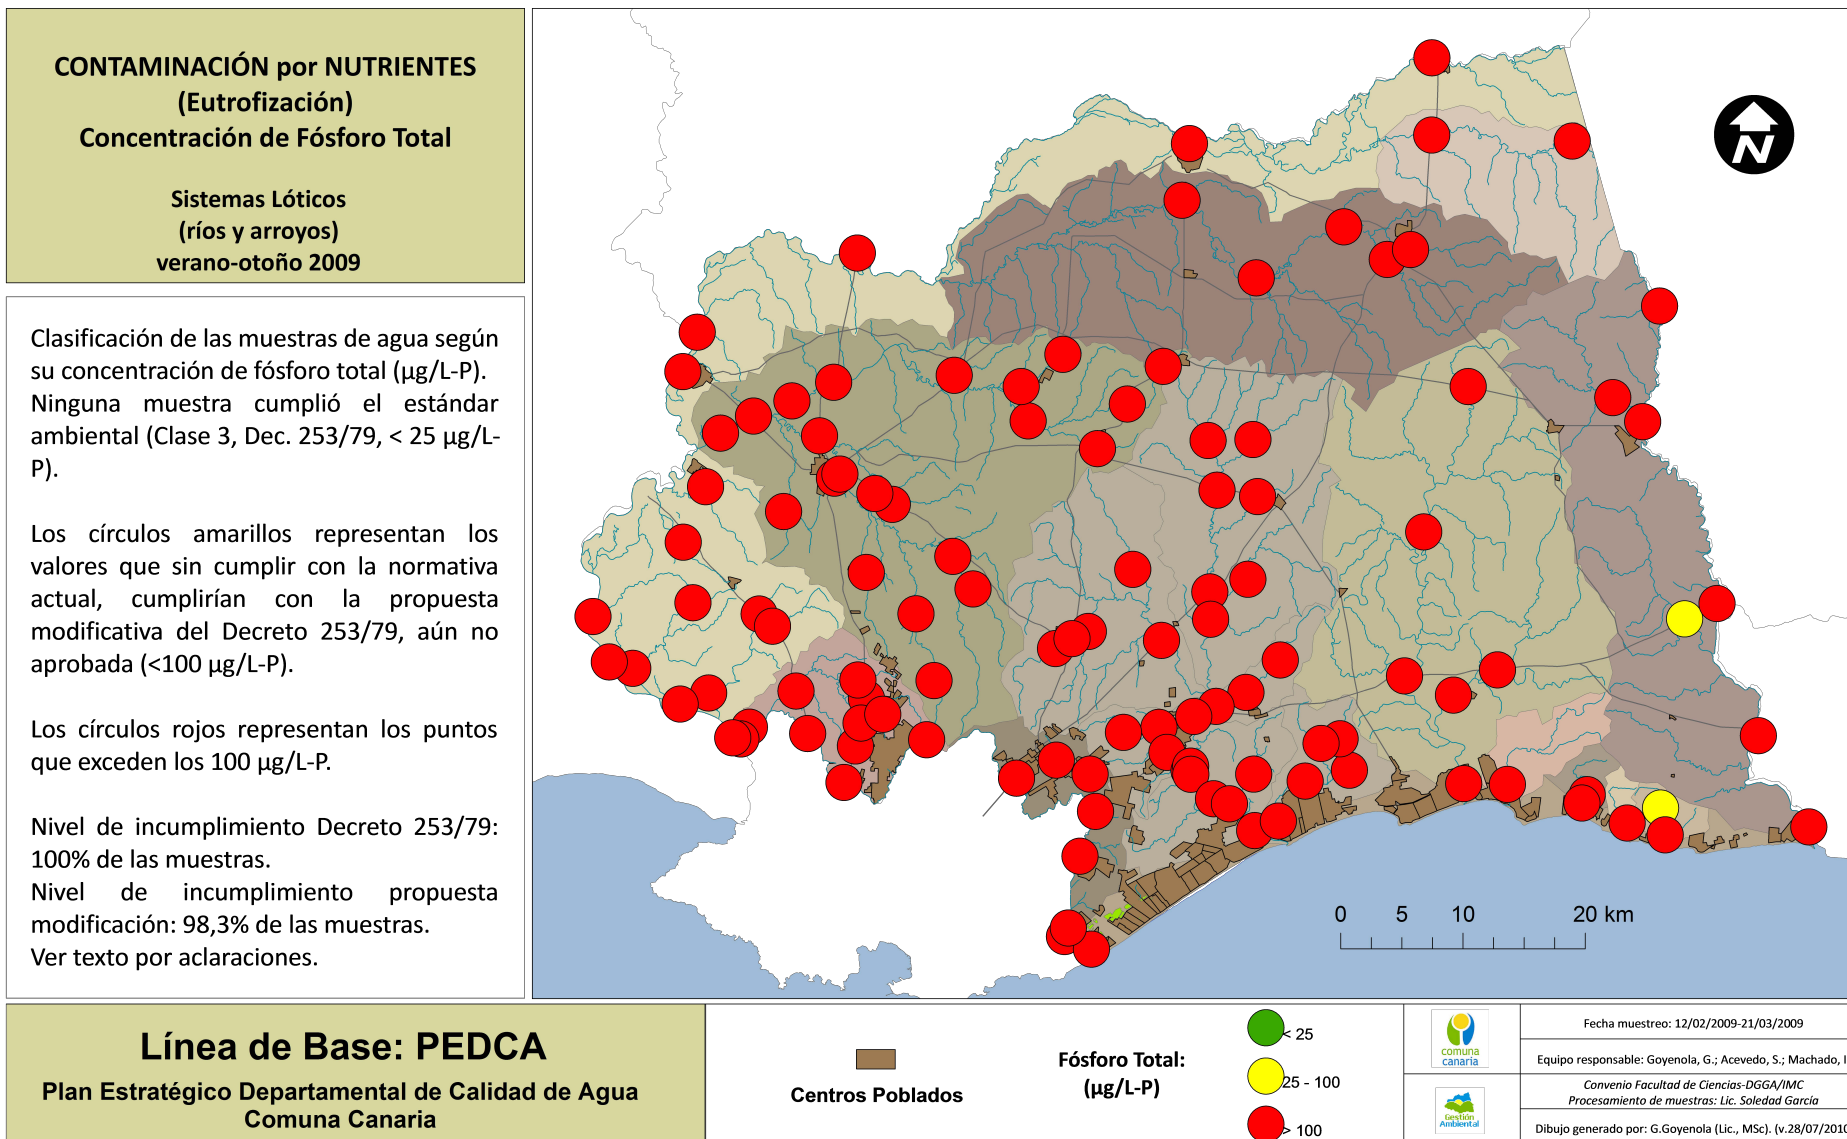 CONTAMINACIÓN por NUTRIENTES
(Eutrofización)
Concentración de Fósforo Total
Sistemas Lóticos
(ríos y arroyos)
verano-otoño 2009
Clasificación de las muestras de agua según
su concentración de fósforo total (µg/L-P).
Ninguna muestra cumplió el estándar
ambiental (Clase 3, Dec. 253/79, < 25 µg/L-
P).
Los círculos amarillos representan los
valores que sin cumplir con la normativa
actual, cumplirían con la propuesta
modificativa del Decreto 253/79, aún no
aprobada (<100 µg/L-P).
Los círculos rojos representan los puntos
que exceden los 100 µg/L-P.
Nivel de incumplimiento Decreto 253/79:
100% de las muestras.
Nivel de incumplimiento propuesta
modificación: 98,3% de las muestras.
Ver texto por aclaraciones.
N
0 5 10 20 km
Línea de Base: PEDCA
Plan Estratégico Departamental de Calidad de Agua
Comuna Canaria
Centros Poblados
Fósforo Total:
(µg/L-P)
< 25
25 - 100
> 100
comuna
canaria
Gestión
Ambiental
Fecha muestreo: 12/02/2009-21/03/2009
Equipo responsable: Goyenola, G.; Acevedo, S.; Machado, I
Convenio Facultad de Ciencias-DGGA/IMC
Procesamiento de muestras: Lic. Soledad García
Dibujo generado por: G.Goyenola (Lic., MSc). (v.28/07/2010